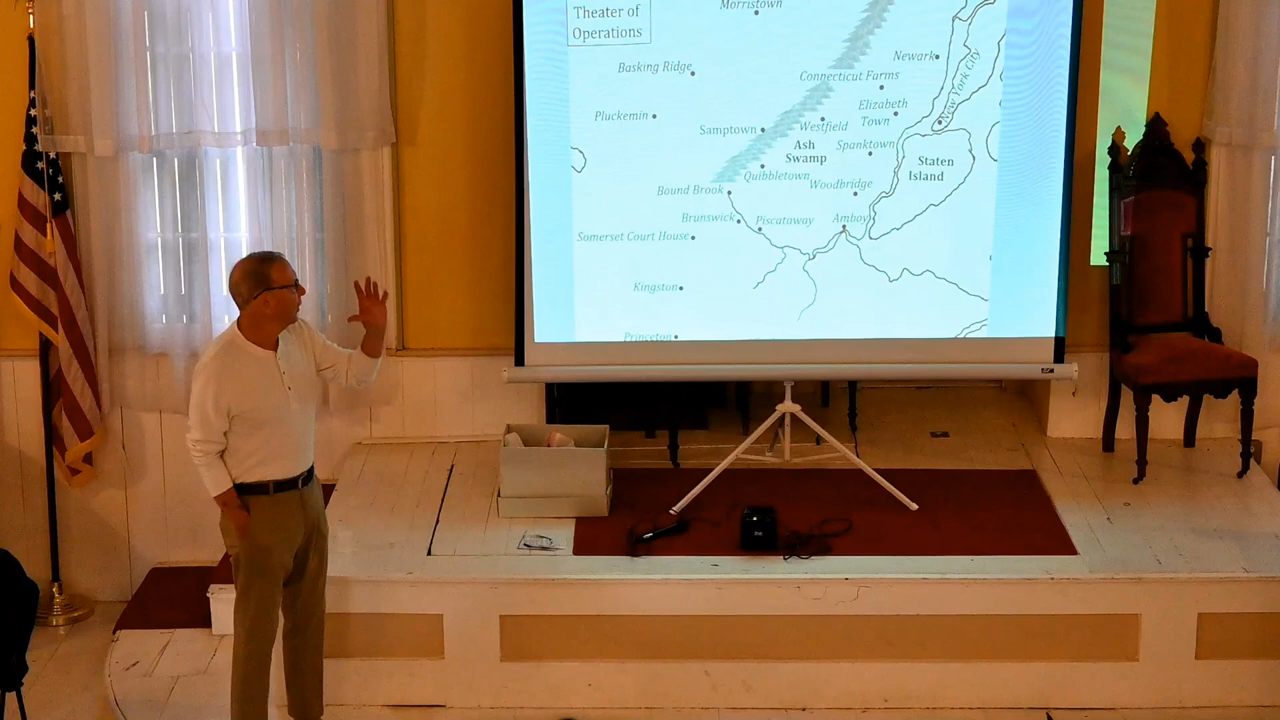 Theater of
Operations
Morristown
Newark
Basking Ridge
Connecticut Farms
New York City
Elizabeth
Town
Pluckemin
Samptown
Westfield
Ash
Swamp
Spanktown
Staten
Island
Quibbletown
Woodbridge
Bound Brook
Brunswick
Piscataway
Amboy
Somerset Court House
Kingston
Princeton